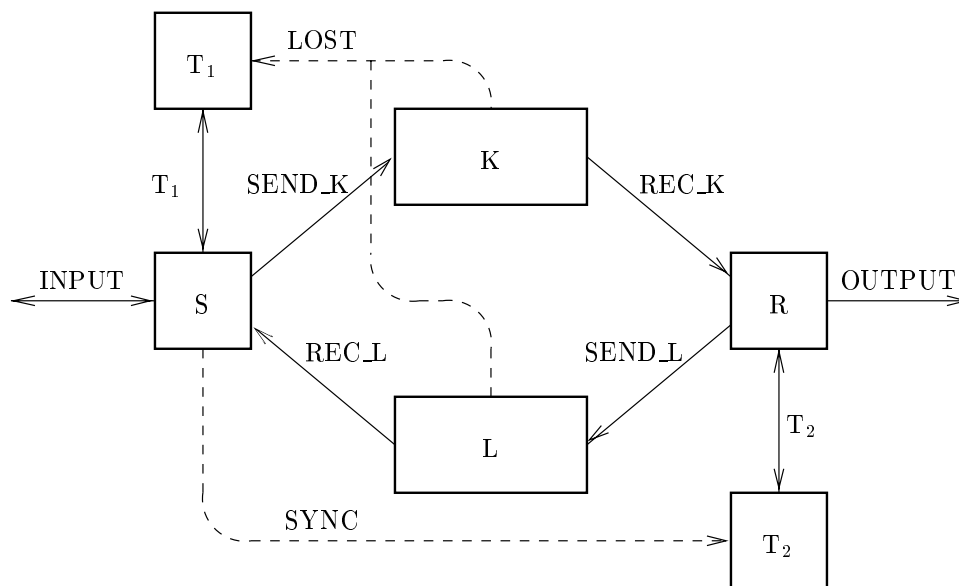 LOST
T₁
K
T₁
SEND_K
REC_K
INPUT
S
R
OUTPUT
REC_L
SEND_L
T₂
L
SYNC
T₂